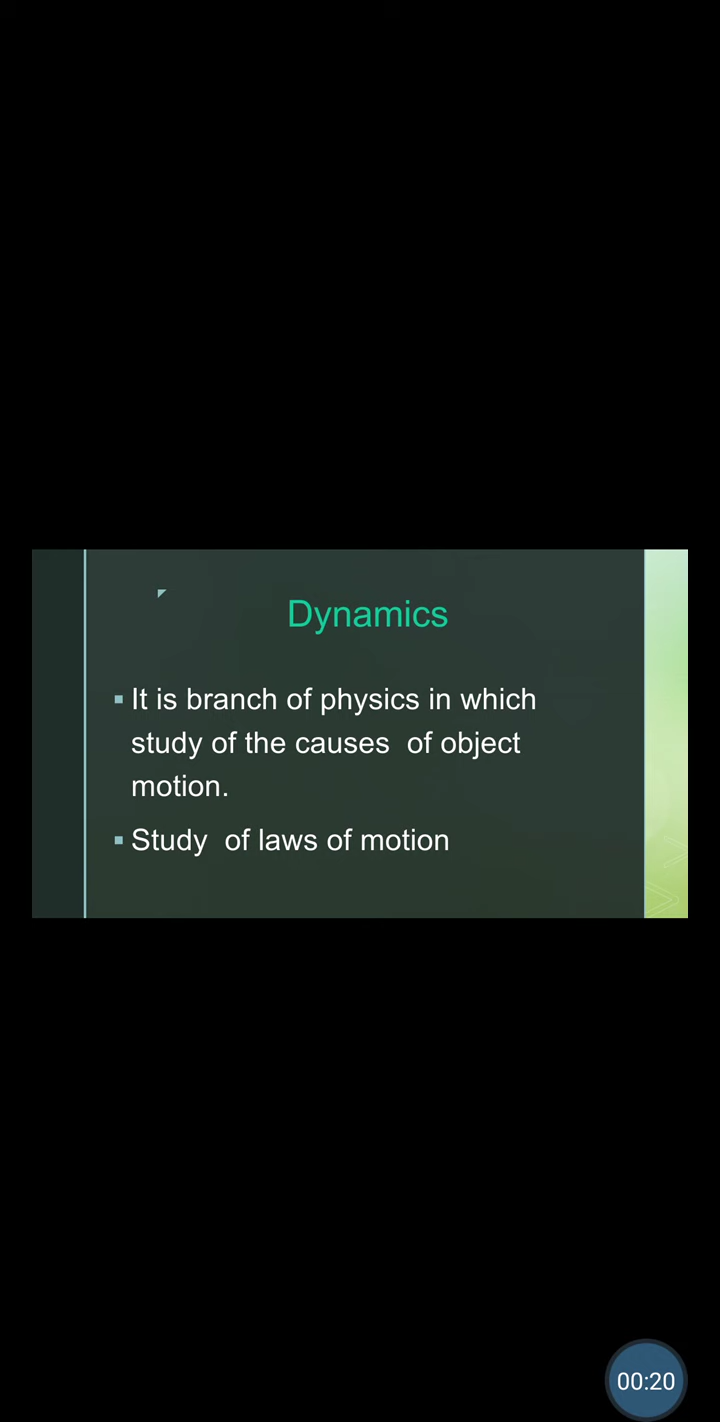 Dynamics
▪ It is branch of physics in which
study of the causes  of object
motion.
▪ Study  of laws of motion
00:20